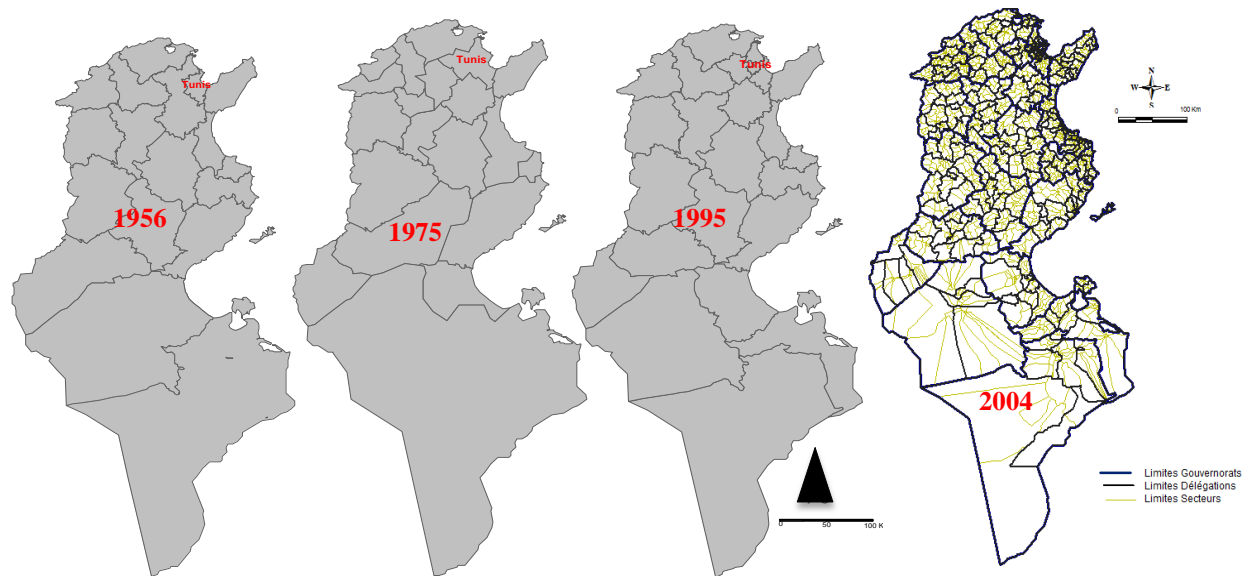 Tunis
1956
Tunis
1975
Tunis
1995
0 50 100 K
N
W E
S
0 100 Km
2004
Limites Gouvernorats
Limites Délégations
Limites Secteurs